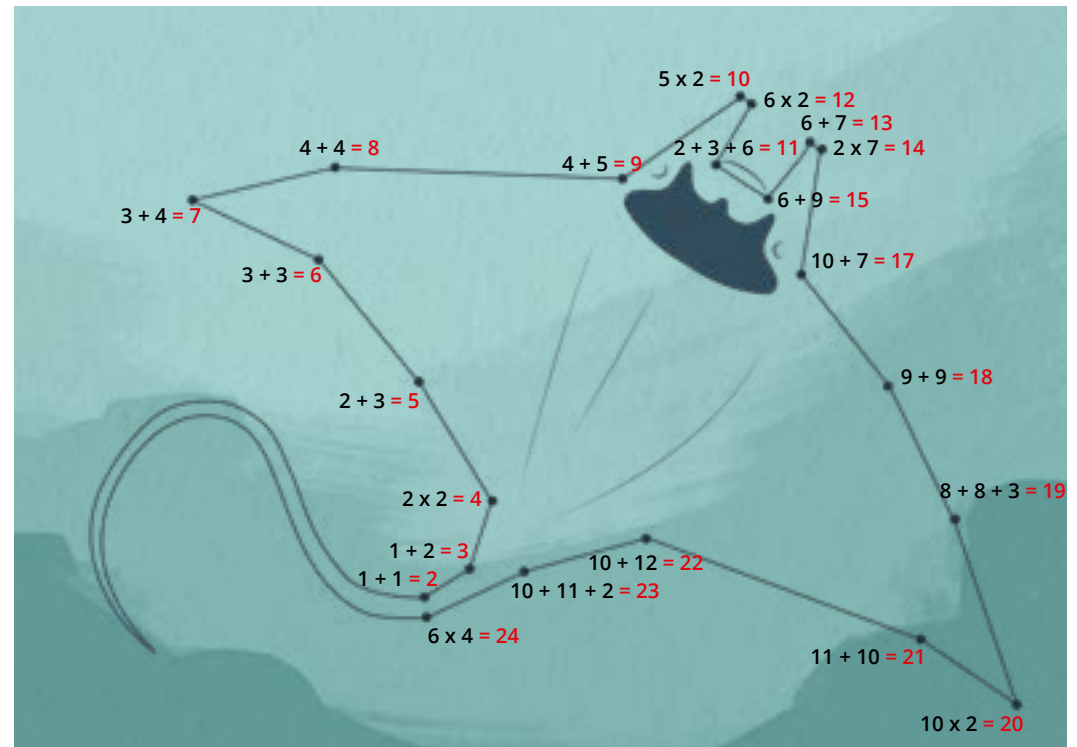 5 x 2 = 10
6 x 2 = 12
6 + 7 = 13
4 + 4 = 8
2 + 3 + 6 = 11
2 x 7 = 14
4 + 5 = 9
6 + 9 = 15
3 + 4 = 7
10 + 7 = 17
3 + 3 = 6
9 + 9 = 18
2 + 3 = 5
8 + 8 + 3 = 19
2 x 2 = 4
1 + 2 = 3
10 + 12 = 22
1 + 1 = 2
10 + 11 + 2 = 23
6 x 4 = 24
11 + 10 = 21
10 x 2 = 20